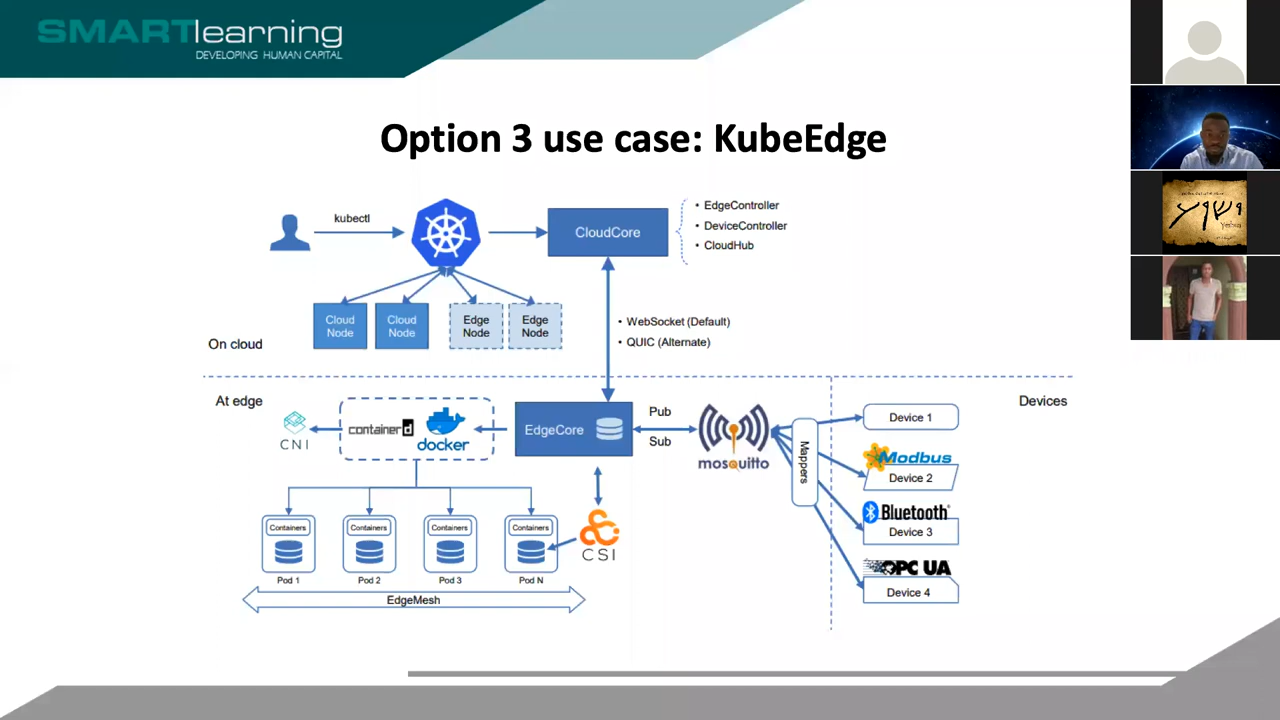 SMARTlearning
DEVELOPING HUMAN CAPITAL
Option 3 use case: KubeEdge
kubectl
CloudCore
• EdgeController
• DeviceController
• CloudHub
Cloud
Node
Cloud
Node
Edge
Node
Edge
Node
• WebSocket (Default)
• QUIC (Alternate)
On cloud
At edge
Devices
CNI
containerd
docker
EdgeCore
Pub
Sub
mosquitto
Mappers
Device 1
Modbus
Device 2
Bluetooth
Device 3
OPC UA
Device 4
Containers
Containers
Containers
Containers
CSI
Pod 1
Pod 2
Pod 3
Pod N
EdgeMesh